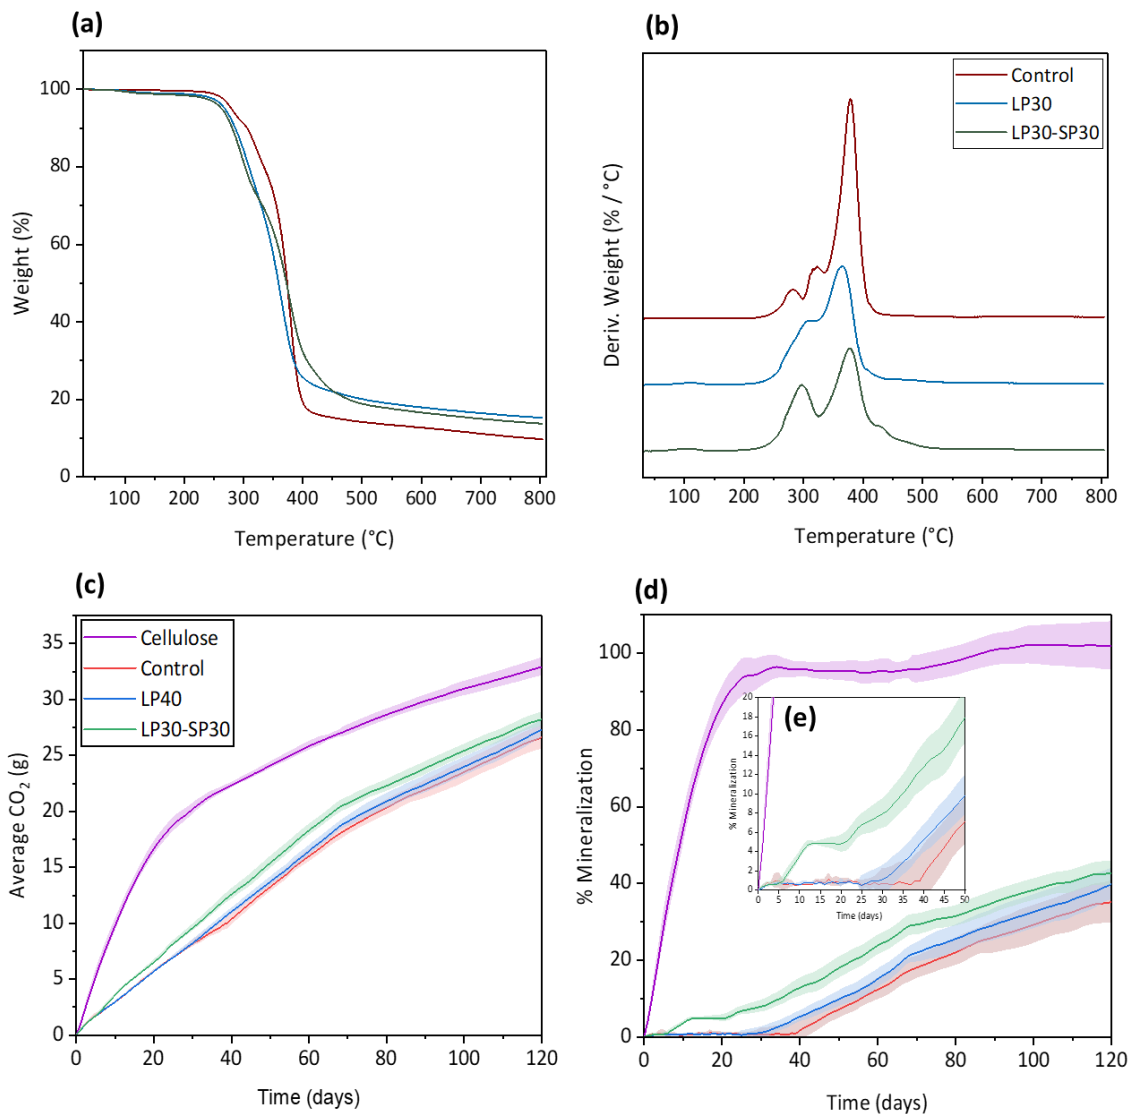 (a)
100
80
60
40
20
0
100 200 300 400 500 600 700 800
Weight (%)
Temperature (°C)
(b)
Control
LP30
LP30-SP30
100 200 300 400 500 600 700 800
Deriv. Weight (% / °C)
Temperature (°C)
(c)
Cellulose
Control
LP40
LP30-SP30
35
30
25
20
15
10
5
0
0 20 40 60 80 100 120
Average CO₂ (g)
Time (days)
(d)
100
80
60
40
20
0
0 20 40 60 80 100 120
% Mineralization
Time (days)
(e)
20
18
16
14
12
10
8
6
4
2
0
0 5 10 15 20 25 30 35 40 45 50
% Mineralization
Time (days)